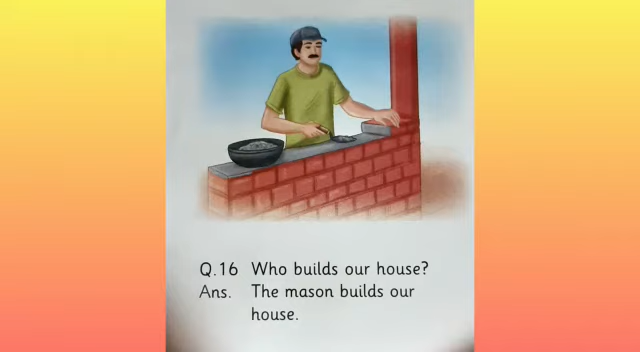 Q.16 Who builds our house?
Ans. The mason builds our
house.